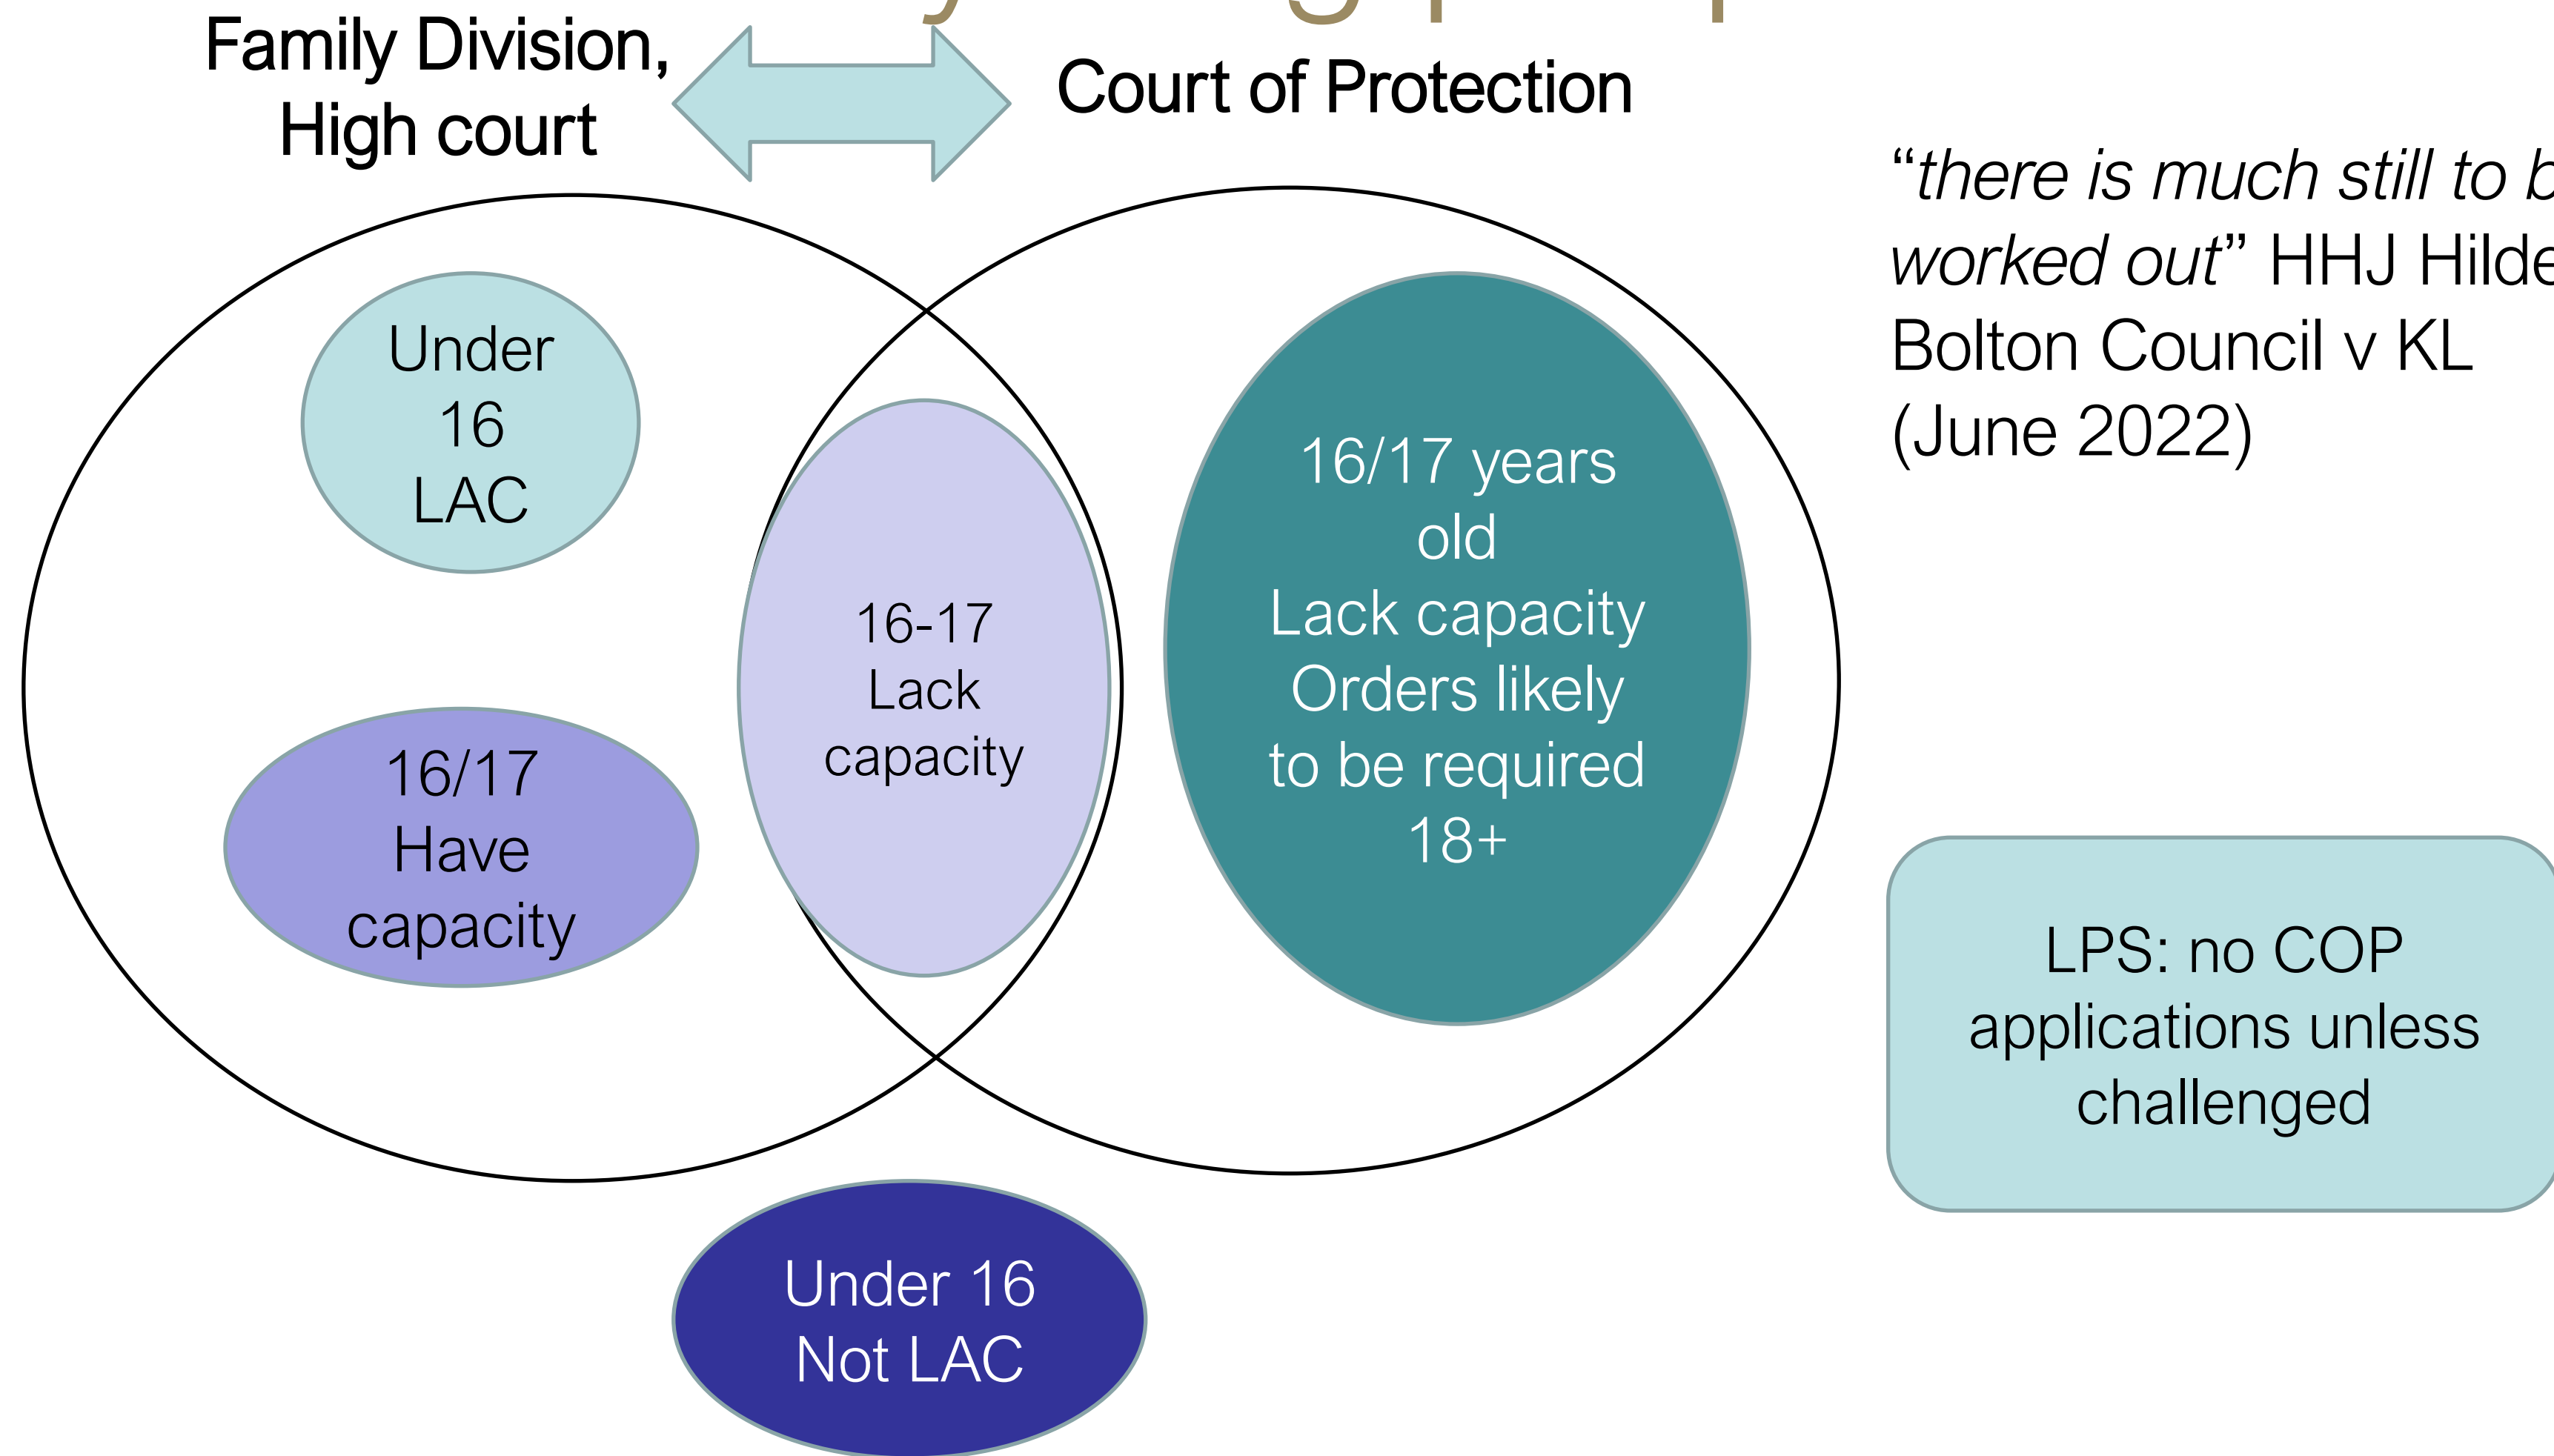 Family Division,
High court
Court of Protection
“there is much still to
worked out” HHJ
Bolton Council v KL
(June 2022)
Under
16
LAC
16/17
Have
capacity
16-17
Lack
capacity
16/17 years
old
Lack capacity
Orders likely
to be required
18+
LPS: no COP
applications unless
challenged
Under 16
Not LAC